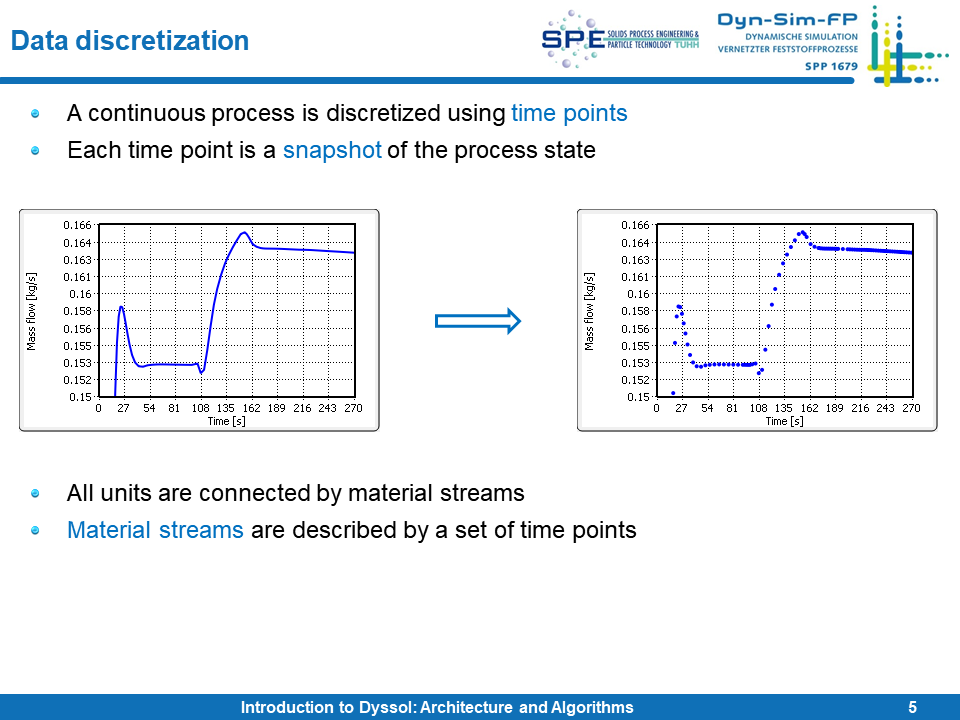 Data discretization
SPE SOLIDS PROCESS ENGINEERING &
PARTICLE TECHNOLOGY TUHH
Dyn-Sim-FP
DYNAMISCHE SIMULATION
VERNETZTER FESTSTOFFPROZESSE
SPP 1679
A continuous process is discretized using time points
Each time point is a snapshot of the process state
0.166
0.164
0.163
0.161
0.16
0.158
0.156
0.155
0.153
0.152
0.15
Mass flow [kg/s]
0 27 54 81 108 135 162 189 216 243 270
Time [s]
0.166
0.164
0.163
0.161
0.16
0.158
0.156
0.155
0.153
0.152
0.15
Mass flow [kg/s]
0 27 54 81 108 135 162 189 216 243 270
Time [s]
All units are connected by material streams
Material streams are described by a set of time points
Introduction to Dyssol: Architecture and Algorithms
5